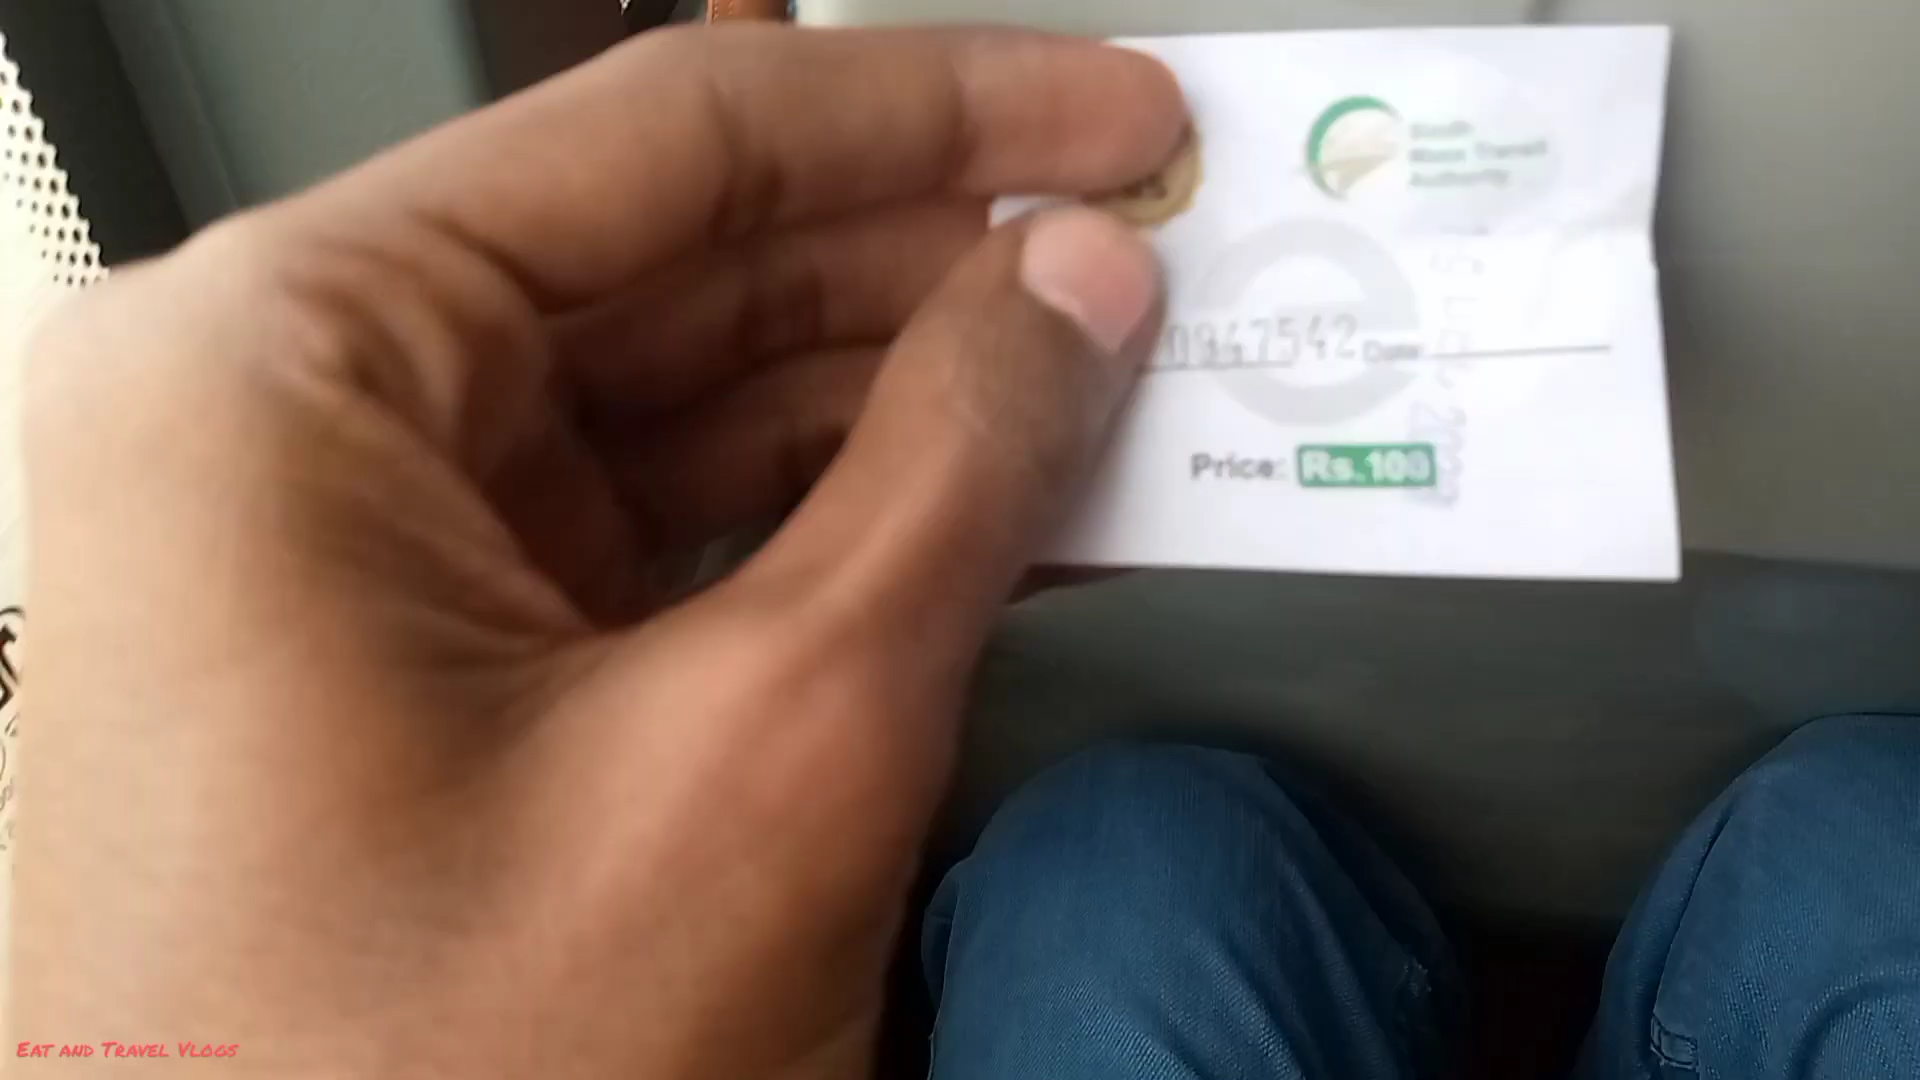 Sindh
Mass Transit
Authority
0947542 Date
Price: Rs.100
Eat and Travel Vlogs